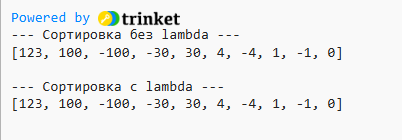 Powered by trinket
--- Сортировка без lambda ---
[123, 100, -100, -30, 30, 4, -4, 1, -1, 0]
--- Сортировка с lambda ---
[123, 100, -100, -30, 30, 4, -4, 1, -1, 0]